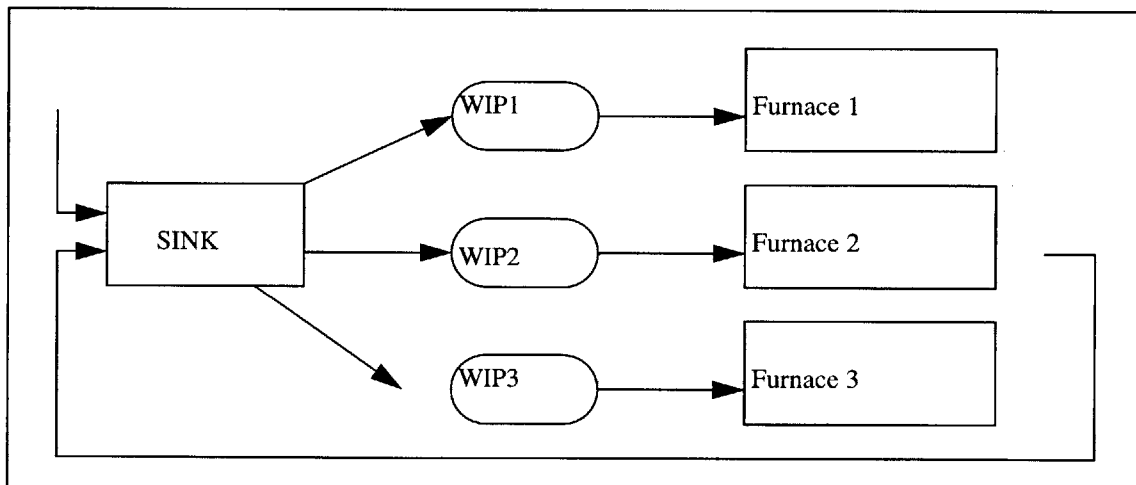 WIP1
Furnace 1
SINK
WIP2
Furnace 2
WIP3
Furnace 3